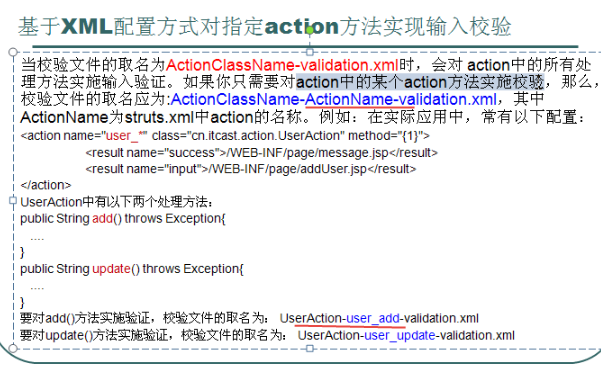 基于XML配置方式对指定action方法实现输入校验
当校验文件的取名为ActionClassName-validation.xml时，会对 action中的所有处
理方法实施输入验证。如果你只需要对action中的某个action方法实施校验，那么，
校验文件的取名应为:ActionClassName-ActionName-validation.xml，其中
ActionName为struts.xml中action的名称。例如：在实际应用中，常有以下配置：
<action name="user_*" class="cn.itcast.action.UserAction" method="{1}">
<result name="success">/WEB-INF/page/message.jsp</result>
<result name="input">/WEB-INF/page/addUser.jsp</result>
</action>
UserAction中有以下两个处理方法：
public String add() throws Exception{
....
}
public String update() throws Exception{
....
}
要对add()方法实施验证，校验文件的取名为： UserAction-user_add-validation.xml
要对update()方法实施验证，校验文件的取名为： UserAction-user_update-validation.xml